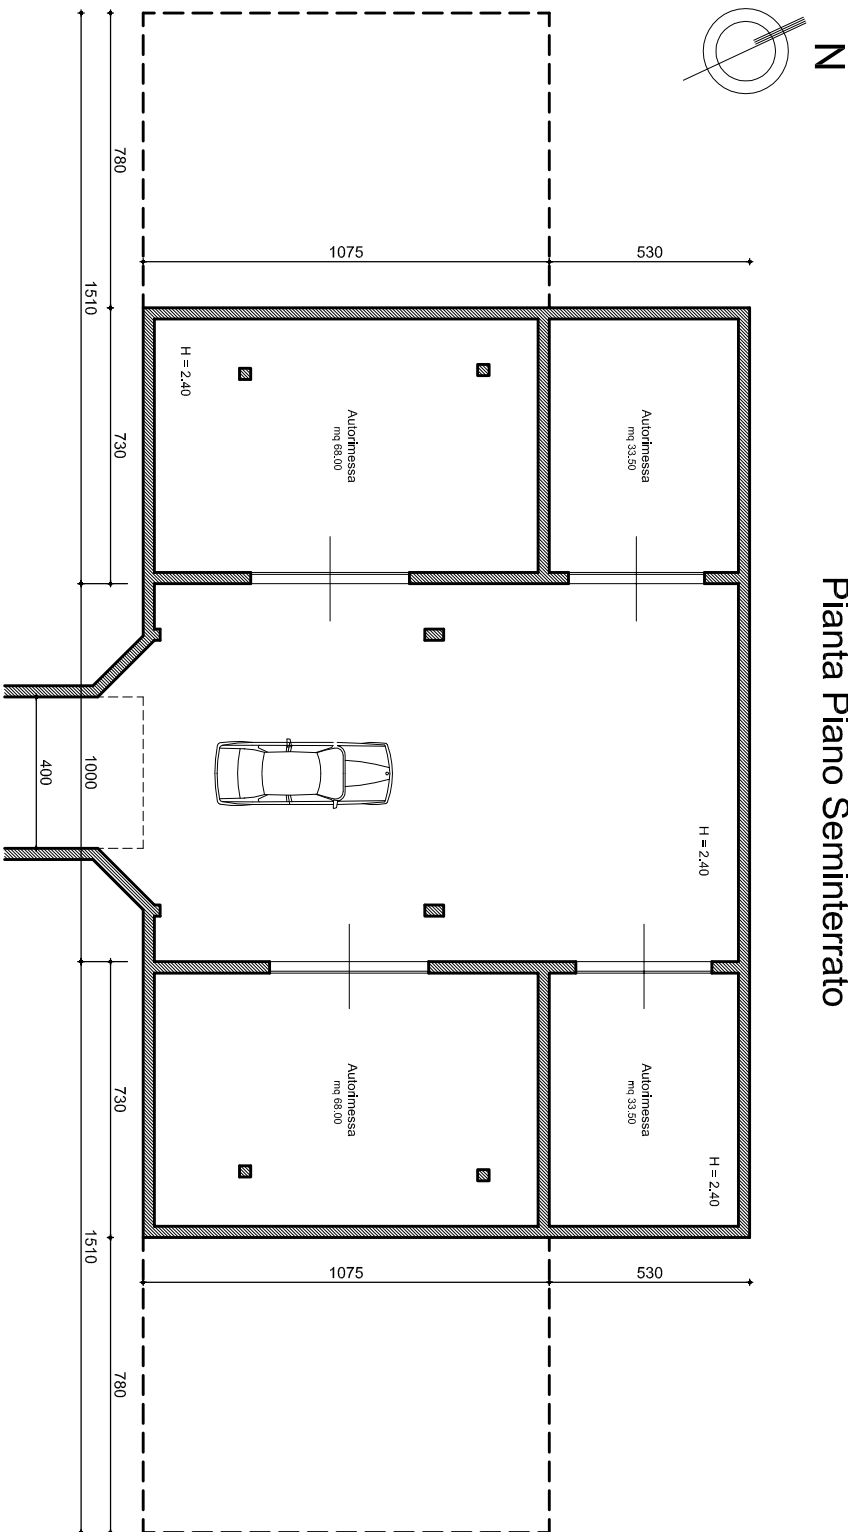 N
Pianta Piano Seminterrato
530
1075
530
1075
H = 2.40
H = 2.40
H = 2.40
Autorimessa
mq 33.50
Autorimessa
mq 33.50
Autorimessa
mq 68.00
Autorimessa
mq 68.00
780
730
730
780
1510
1000
1510
400